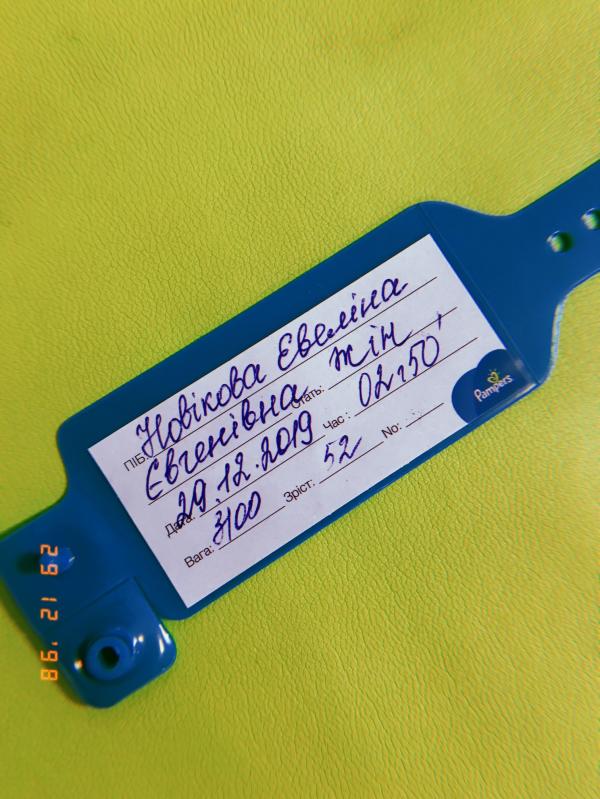 ПІБ: Новікова Євеліна
Євгенівна Стать: жін.
Дата: 29.12.2019 Час: 02:50'
Вага: 3100 Зріст: 52 No:
Pampers
29 12 '98